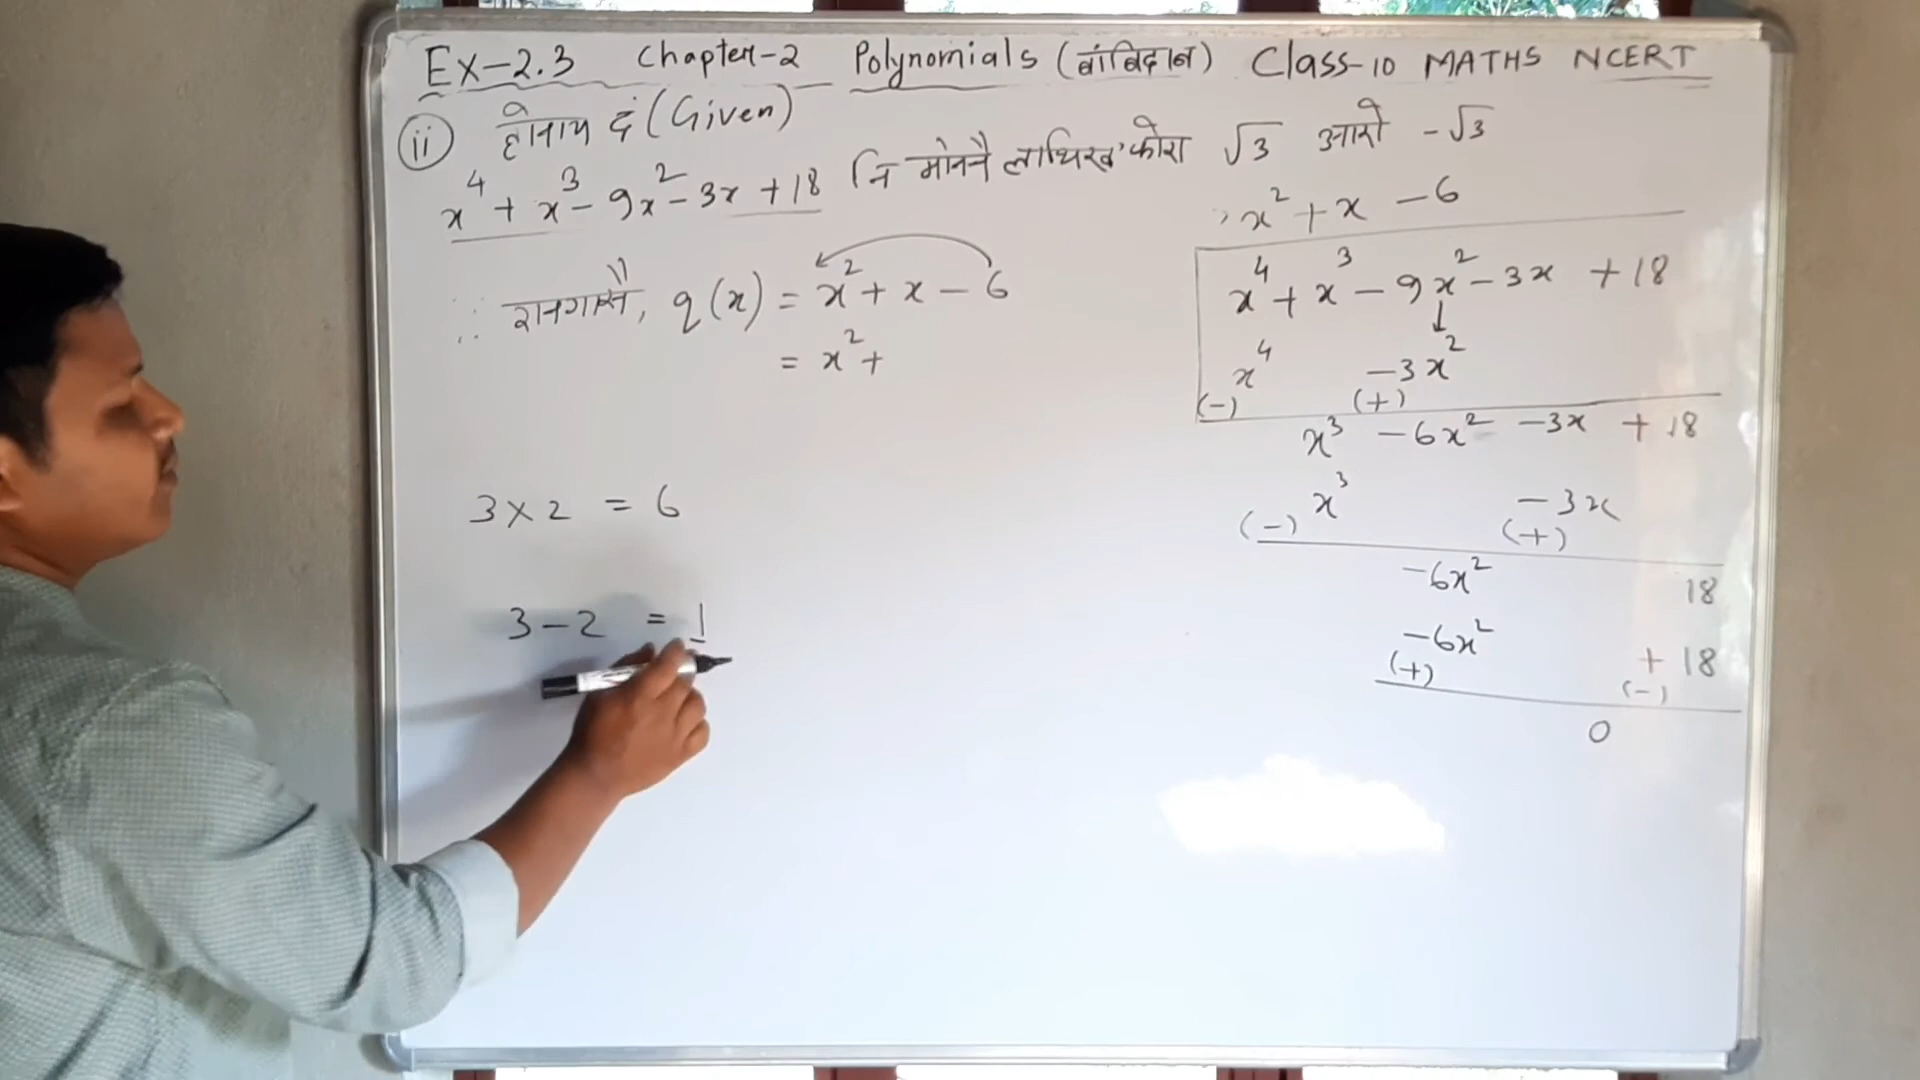 Ex-2.3 Chapter-2 Polynomials (बांबिदाब) Class-10 MATHS NCERT
ii होनाय दं (Given)
x⁴ + x³ - 9x² - 3x + 18 नि मोननै लाथिख' फोरा √3 आरो -√3
∴ q(x) = x² + x - 6
= x² +
3 × 2 = 6
3 - 2 = 1
x² + x - 6
x⁴ + x³ - 9x² - 3x + 18
x⁴ -3x²
(-) (+)
x³ - 6x² - 3x + 18
x³ - 3x
(-) (+)
-6x² 18
-6x² + 18
(+) (-)
0